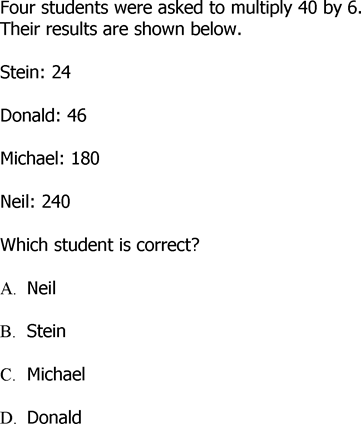 Four students were asked to multiply 40 by 6.
Their results are shown below.
Stein: 24
Donald: 46
Michael: 180
Neil: 240
Which student is correct?
A. Neil
B. Stein
C. Michael
D. Donald